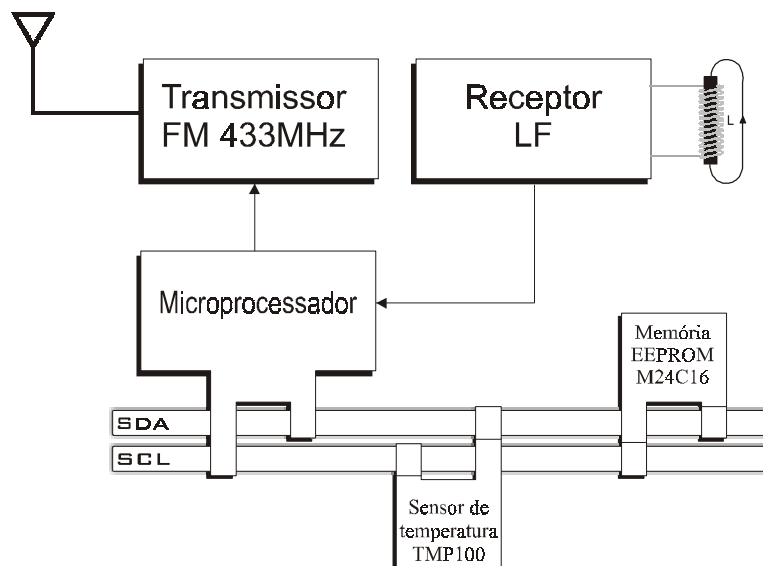 Transmissor
FM 433MHz
Receptor
LF
L
Microprocessador
Memória
EEPROM
M24C16
SDA
SCL
Sensor de
temperatura
TMP100